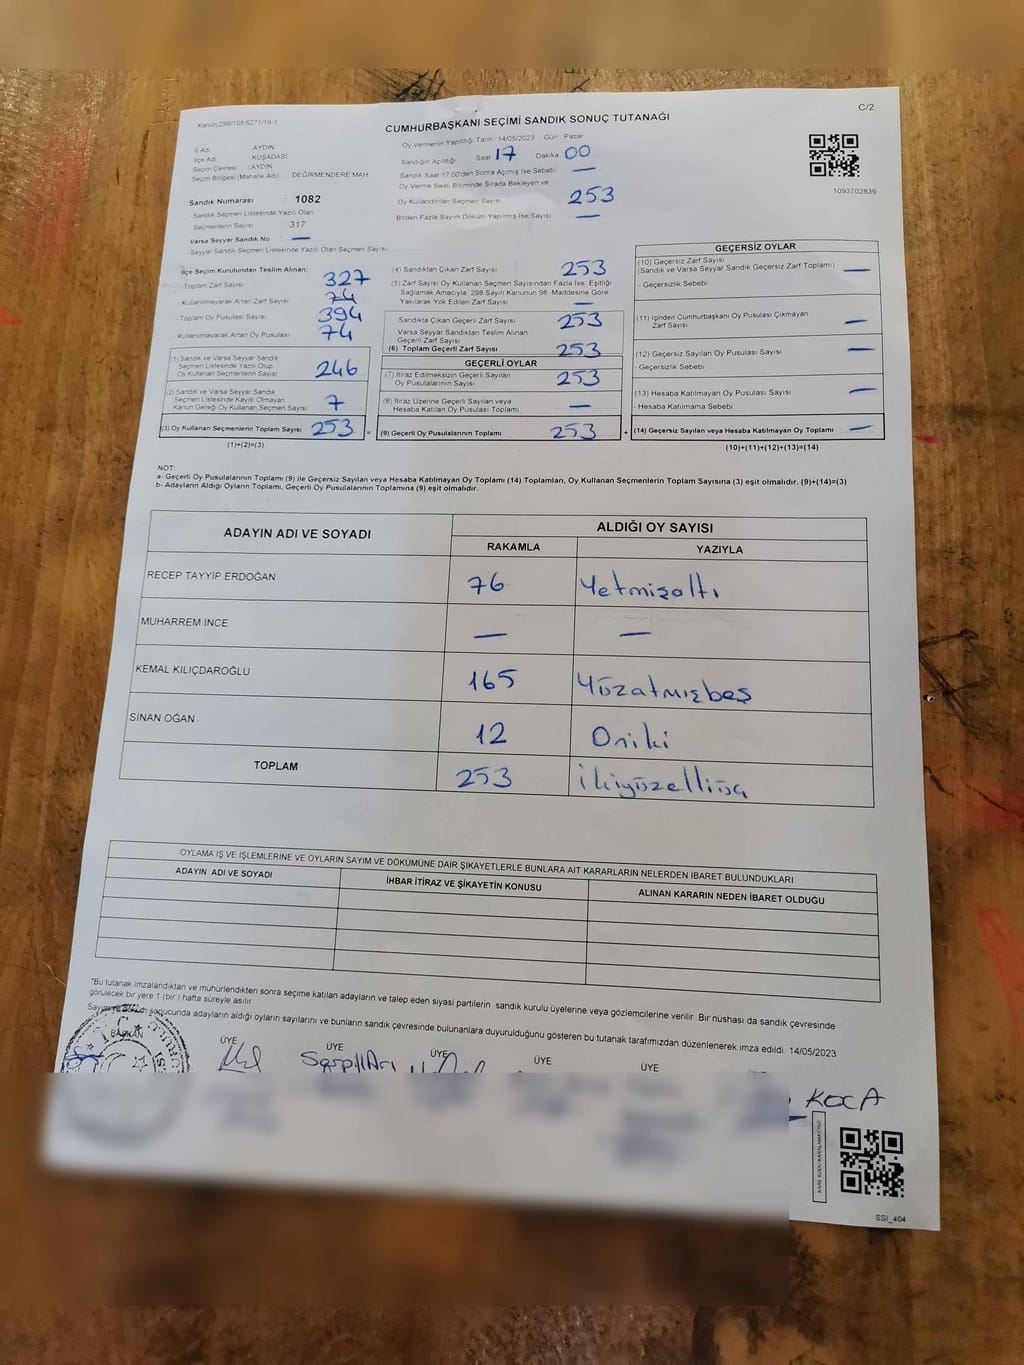 C/2
Kanun 298/105:6271/18-1
CUMHURBAŞKANI SEÇİMİ SANDIK SONUÇ TUTANAĞI
İl Adı : AYDIN
İlçe Adı : KUŞADASI
Seçim Çevresi : AYDIN
Seçim Bölgesi (Mahalle Adı) : DEĞİRMENDERE MAH
Sandık Numarası : 1082
- Sandık Seçmen Listesinde Yazılı Olan
Seçmenlerin Sayısı : 317
Varsa Seyyar Sandık No : —
- Seyyar Sandık Seçmen Listesinde Yazılı Olan Seçmen Sayısı
Oy Vermenin Yapıldığı Tarih 14/05/2023 Gün : Pazar
Sandığın Açıldığı Saat 17 Dakika 00
Sandık Saat 17:00'den Sonra Açılmış İse Sebebi —
Oy Verme Saati Bitiminde Sırada Bekleyen ve
Oy Kullandırılan Seçmen Sayısı 253
Birden Fazla Sayım Döküm Yapılmış İse Sayısı —
1093702839
İlçe Seçim Kurulundan Teslim Alınan;
- Toplam Zarf Sayısı 327
- Kullanılmayarak Artan Zarf Sayısı 74
- Toplam Oy Pusulası Sayısı 394
- Kullanılmayarak Artan Oy Pusulası 74
(1) Sandık ve Varsa Seyyar Sandık
Seçmen Listesinde Yazılı Olup
Oy Kullanan Seçmenlerin Sayısı 246
(2) Sandık ve Varsa Seyyar Sandık
Seçmen Listesinde Kayıtlı Olmayan
Kanun Gereği Oy Kullanan Seçmen Sayısı 7
(3) Oy Kullanan Seçmenlerin Toplam Sayısı 253 =
(1)+(2)=(3)
(4) Sandıktan Çıkan Zarf Sayısı 253
(5) Zarf Sayısı Oy Kullanan Seçmen Sayısından Fazla İse, Eşitliği
Sağlamak Amacıyla, 298 Sayılı Kanunun 98. Maddesine Göre
Yakılarak Yok Edilen Zarf Sayısı —
Sandıkta Çıkan Geçerli Zarf Sayısı 253
Varsa Seyyar Sandıktan Teslim Alınan
Geçerli Zarf Sayısı
(6) Toplam Geçerli Zarf Sayısı 253
GEÇERLİ OYLAR
(7) İtiraz Edilmeksizin Geçerli Sayılan
Oy Pusulalarının Sayısı 253
(8) İtiraz Üzerine Geçerli Sayılan veya
Hesaba Katılan Oy Pusulası Toplamı —
(9) Geçerli Oy Pusulalarının Toplamı 253 +
GEÇERSİZ OYLAR
(10) Geçersiz Zarf Sayısı
(Sandık ve Varsa Seyyar Sandık Geçersiz Zarf Toplamı) —
- Geçersizlik Sebebi
(11) İçinden Cumhurbaşkanı Oy Pusulası Çıkmayan
Zarf Sayısı —
(12) Geçersiz Sayılan Oy Pusulası Sayısı —
- Geçersizlik Sebebi
(13) Hesaba Katılmayan Oy Pusulası Sayısı —
- Hesaba Katılmama Sebebi
(14) Geçersiz Sayılan veya Hesaba Katılmayan Oy Toplamı —
(10)+(11)+(12)+(13)=(14)
NOT:
a- Geçerli Oy Pusulalarının Toplamı (9) ile Geçersiz Sayılan veya Hesaba Katılmayan Oy Toplamı (14) Toplamları, Oy Kullanan Seçmenlerin Toplam Sayısına (3) eşit olmalıdır. (9)+(14)=(3)
b- Adayların Aldığı Oyların Toplamı, Geçerli Oy Pusulalarının Toplamına (9) eşit olmalıdır.
ADAYIN ADI VE SOYADI
ALDIĞI OY SAYISI
RAKAMLA YAZIYLA
RECEP TAYYİP ERDOĞAN 76 Yetmişaltı
MUHARREM İNCE — —
KEMAL KILIÇDAROĞLU 165 Yüzatmışbeş
SİNAN OĞAN 12 Oniki
TOPLAM 253 ikiyüzelliüç
OYLAMA İŞ VE İŞLEMLERİNE VE OYLARIN SAYIM VE DÖKÜMÜNE DAİR ŞİKAYETLERLE BUNLARA AİT KARARLARIN NELERDEN İBARET BULUNDUKLARI
ADAYIN ADI VE SOYADI
İHBAR İTİRAZ VE ŞİKAYETİN KONUSU
ALINAN KARARIN NEDEN İBARET OLDUĞU
*Bu tutanak imzalandıktan ve mühürlendikten sonra seçime katılan adayların ve talep eden siyasi partilerin sandık kurulu üyelerine veya gözlemcilerine verilir. Bir nüshası da sandık çevresinde
görülecek bir yere 1 (bir) hafta süreyle asılır.
sonucunda adayların aldığı oyların sayılarını ve bunların sandık çevresinde bulunanlara duyurulduğunu gösteren bu tutanak tarafımızdan düzenlenerek imza edildi. 14/05/2023
BAŞKAN ÜYE ÜYE ÜYE ÜYE ÜYE
KOCA
KARE KODU KARALAMAYINIZ!
SSI_404